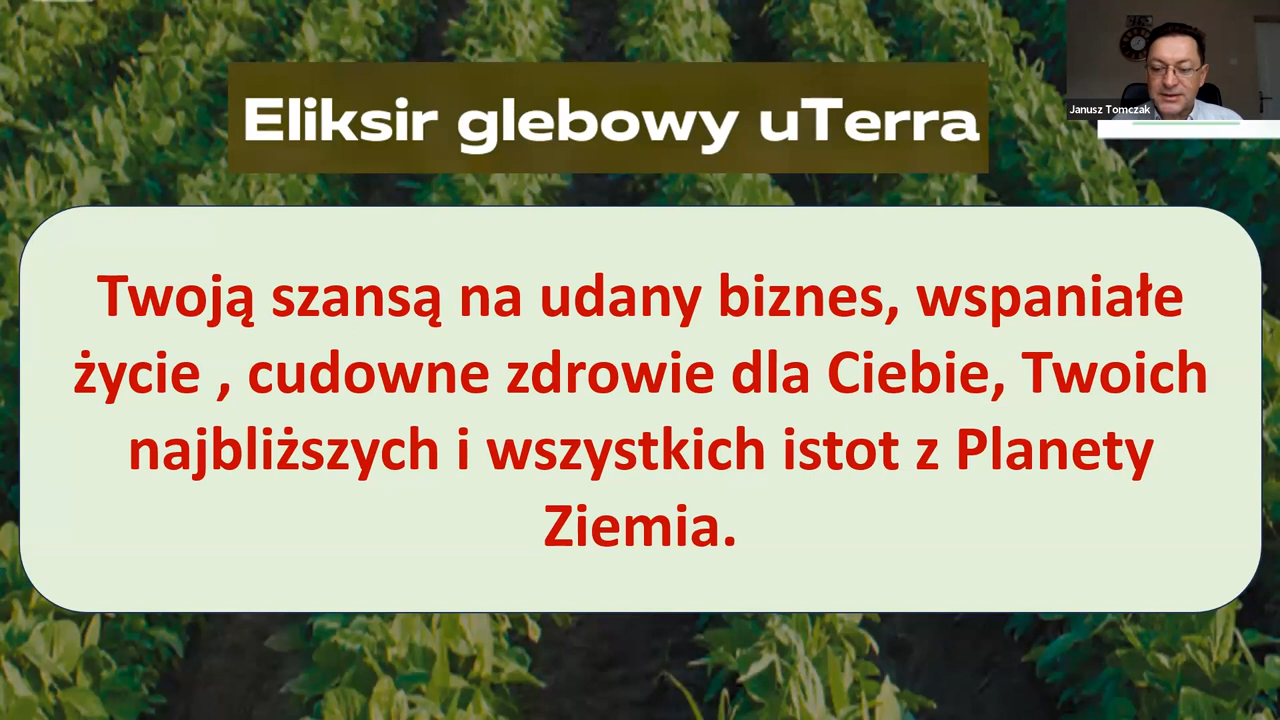 Eliksir glebowy uTerra
Janusz Tomczak
Twoją szansą na udany biznes, wspaniałe
życie , cudowne zdrowie dla Ciebie, Twoich
najbliższych i wszystkich istot z Planety
Ziemia.